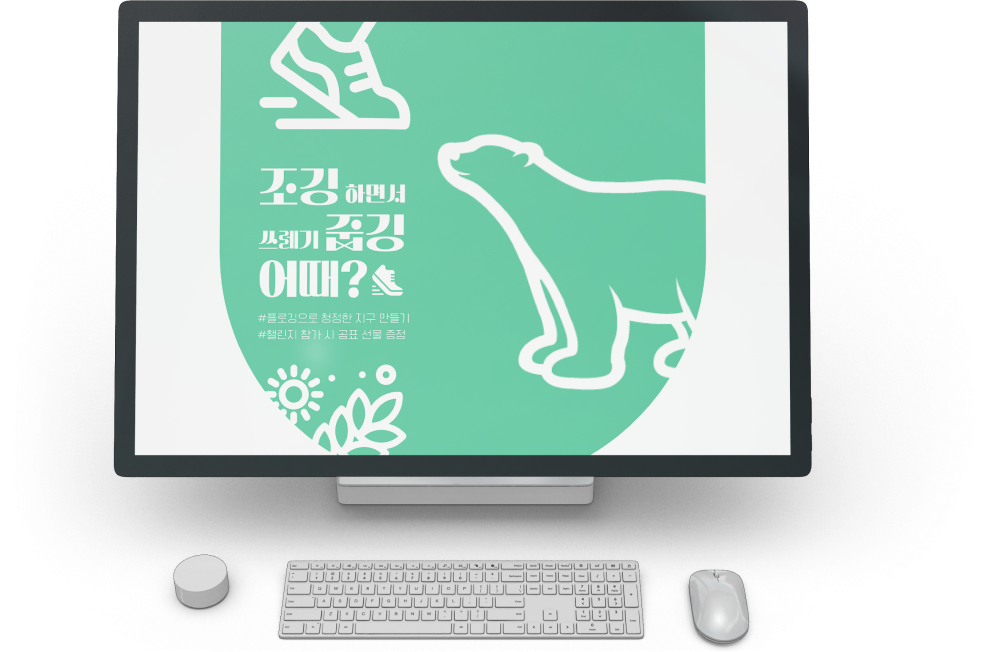 조깅 하면서
쓰레기 줍깅
어때?
#플로깅으로 청정한 지구 만들기
#챌린지 참가 시 곰표 선물 증정